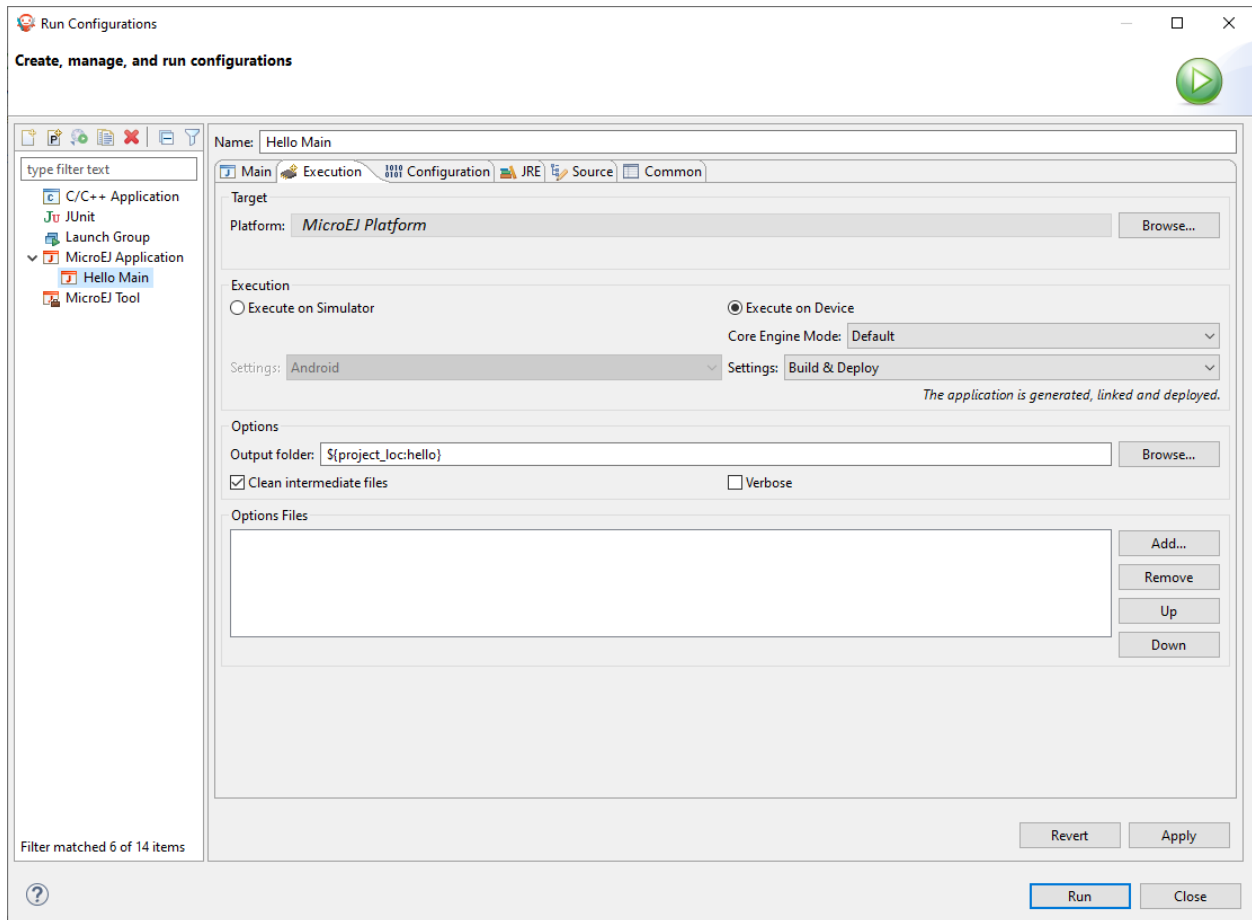 Run Configurations
Create, manage, and run configurations
type filter text
C/C++ Application
JUnit
Launch Group
MicroEJ Application
Hello Main
MicroEJ Tool
Filter matched 6 of 14 items
Name: Hello Main
Main Execution Configuration JRE Source Common
Target
Platform: MicroEJ Platform Browse...
Execution
Execute on Simulator Execute on Device
Core Engine Mode: Default
Settings: Android Settings: Build & Deploy
The application is generated, linked and deployed.
Options
Output folder: ${project_loc:hello} Browse...
Clean intermediate files Verbose
Options Files
Add...
Remove
Up
Down
Revert Apply
Run Close